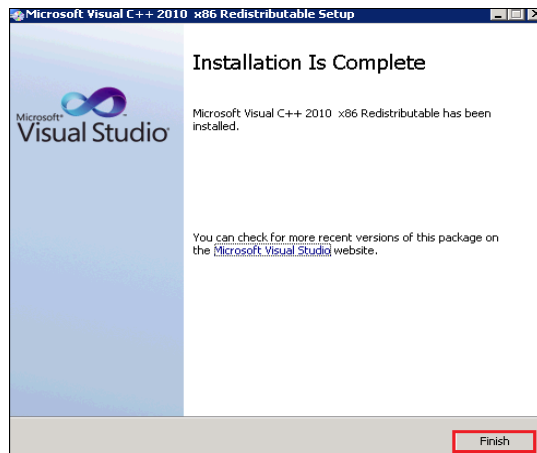 Microsoft Visual C++ 2010 x86 Redistributable Setup
Installation Is Complete
Microsoft Visual C++ 2010 x86 Redistributable has been
installed.
Microsoft
Visual Studio
You can check for more recent versions of this package on
the Microsoft Visual Studio website.
Finish